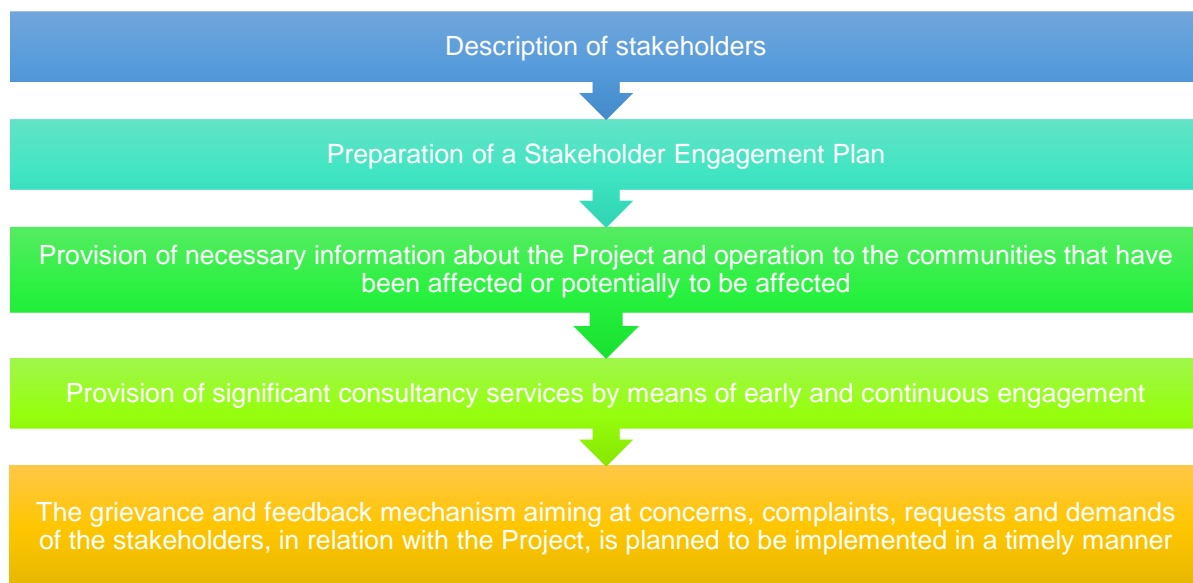 Description of stakeholders
Preparation of a Stakeholder Engagement Plan
Provision of necessary information about the Project and operation to the communities that have
been affected or potentially to be affected
Provision of significant consultancy services by means of early and continuous engagement
The grievance and feedback mechanism aiming at concerns, complaints, requests and demands
of the stakeholders, in relation with the Project, is planned to be implemented in a timely manner